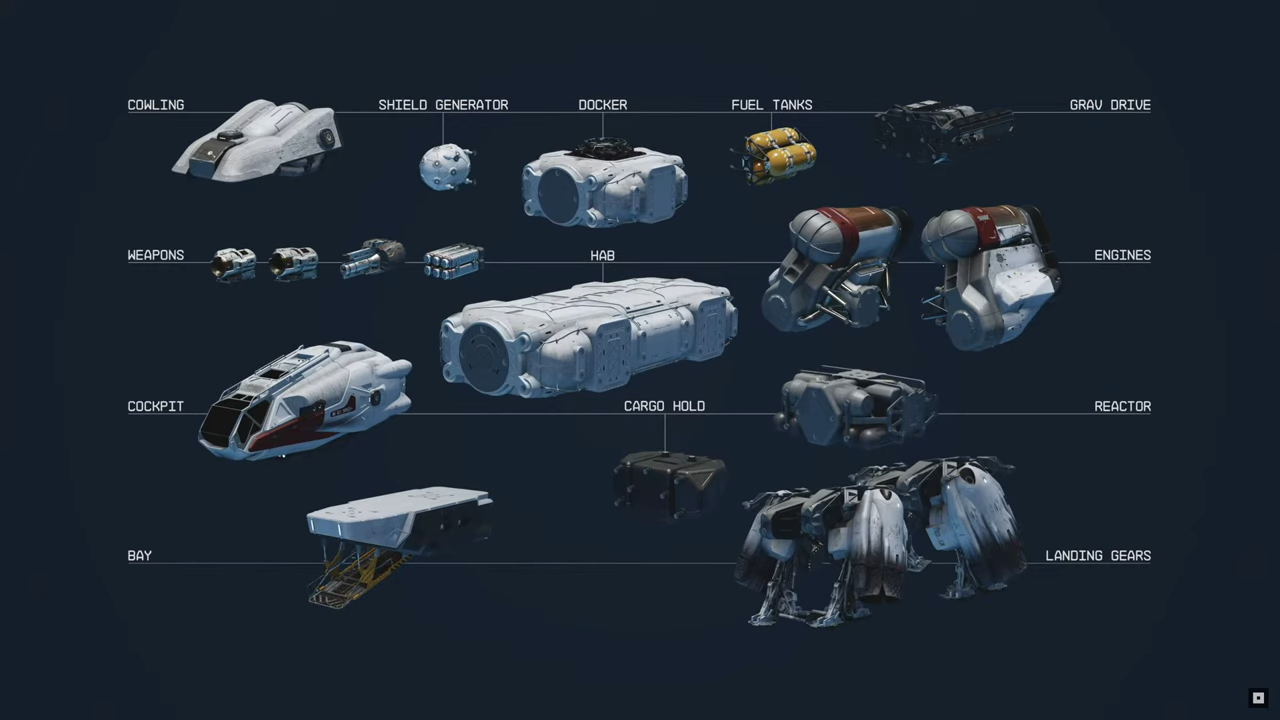 COWLING
SHIELD GENERATOR
DOCKER
FUEL TANKS
GRAV DRIVE
WEAPONS
HAB
ENGINES
COCKPIT
CARGO HOLD
REACTOR
BAY
LANDING GEARS